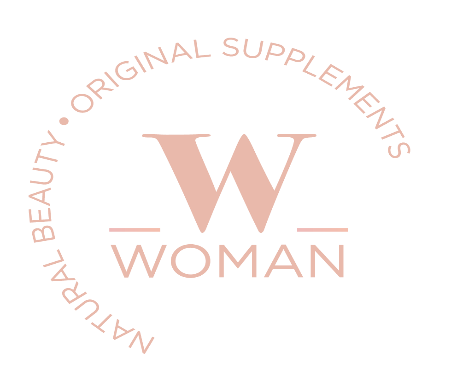 NATURAL BEAUTY • ORIGINAL SUPPLEMENTS
W
WOMAN